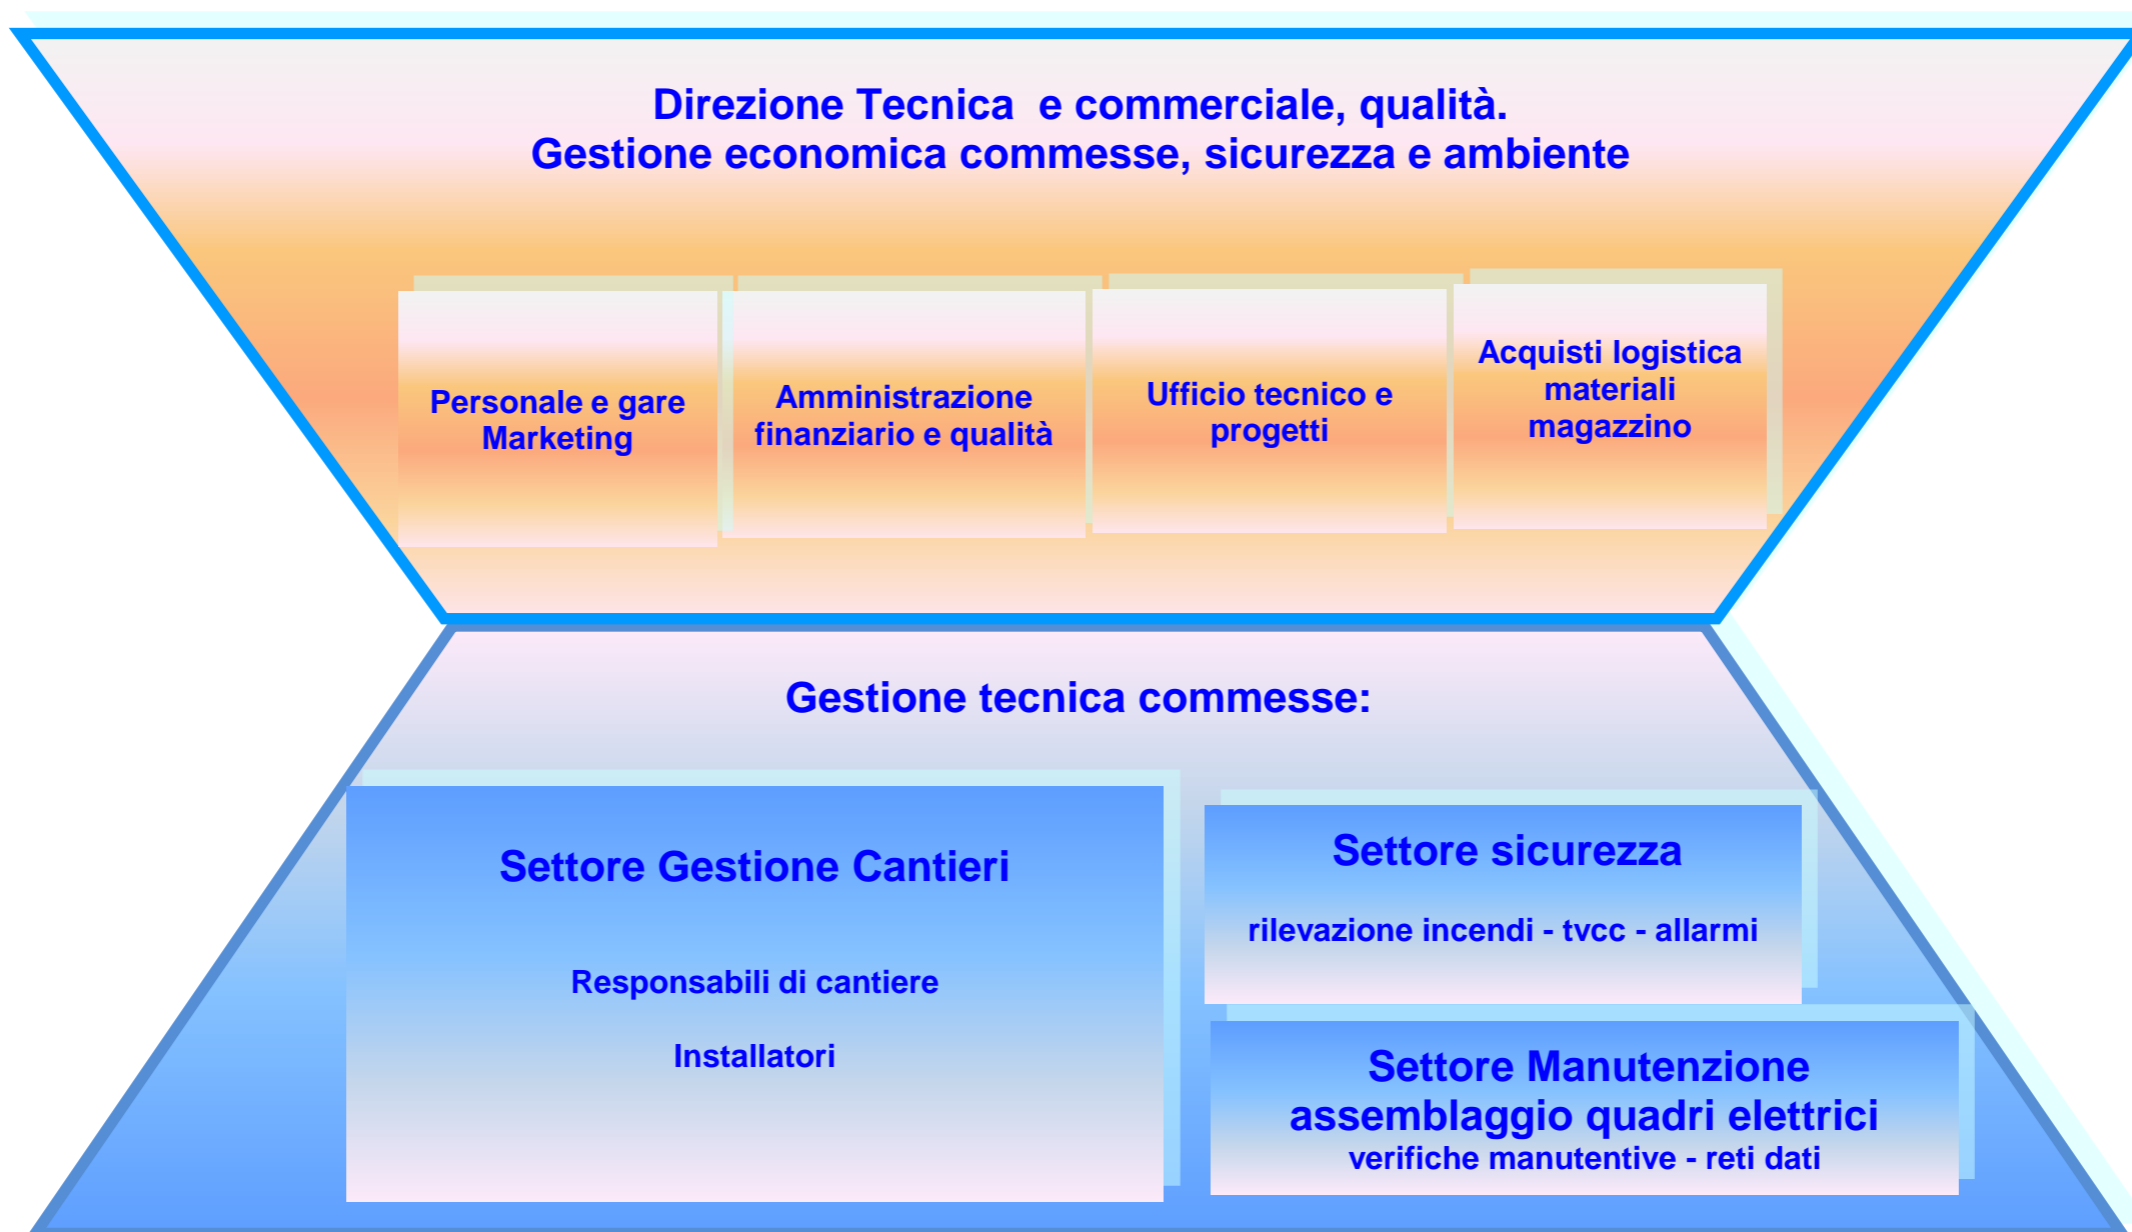 Direzione Tecnica  e commerciale, qualità.
Gestione economica commesse, sicurezza e ambiente
Personale e gare
Marketing
Amministrazione
finanziario e qualità
Ufficio tecnico e
progetti
Acquisti logistica
materiali
magazzino
Gestione tecnica commesse:
Settore Gestione Cantieri
Responsabili di cantiere
Installatori
Settore sicurezza
rilevazione incendi - tvcc - allarmi
Settore Manutenzione
assemblaggio quadri elettrici
verifiche manutentive - reti dati